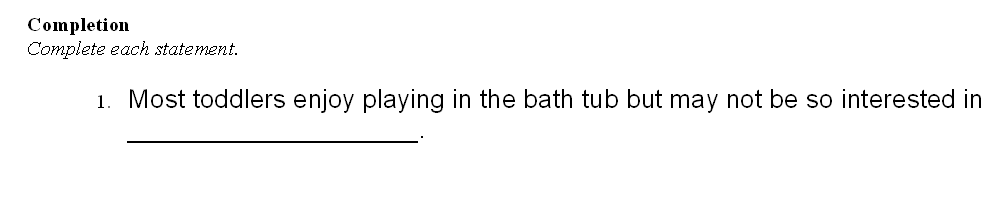 Completion
Complete each statement.
1. Most toddlers enjoy playing in the bath tub but may not be so interested in
____________________.